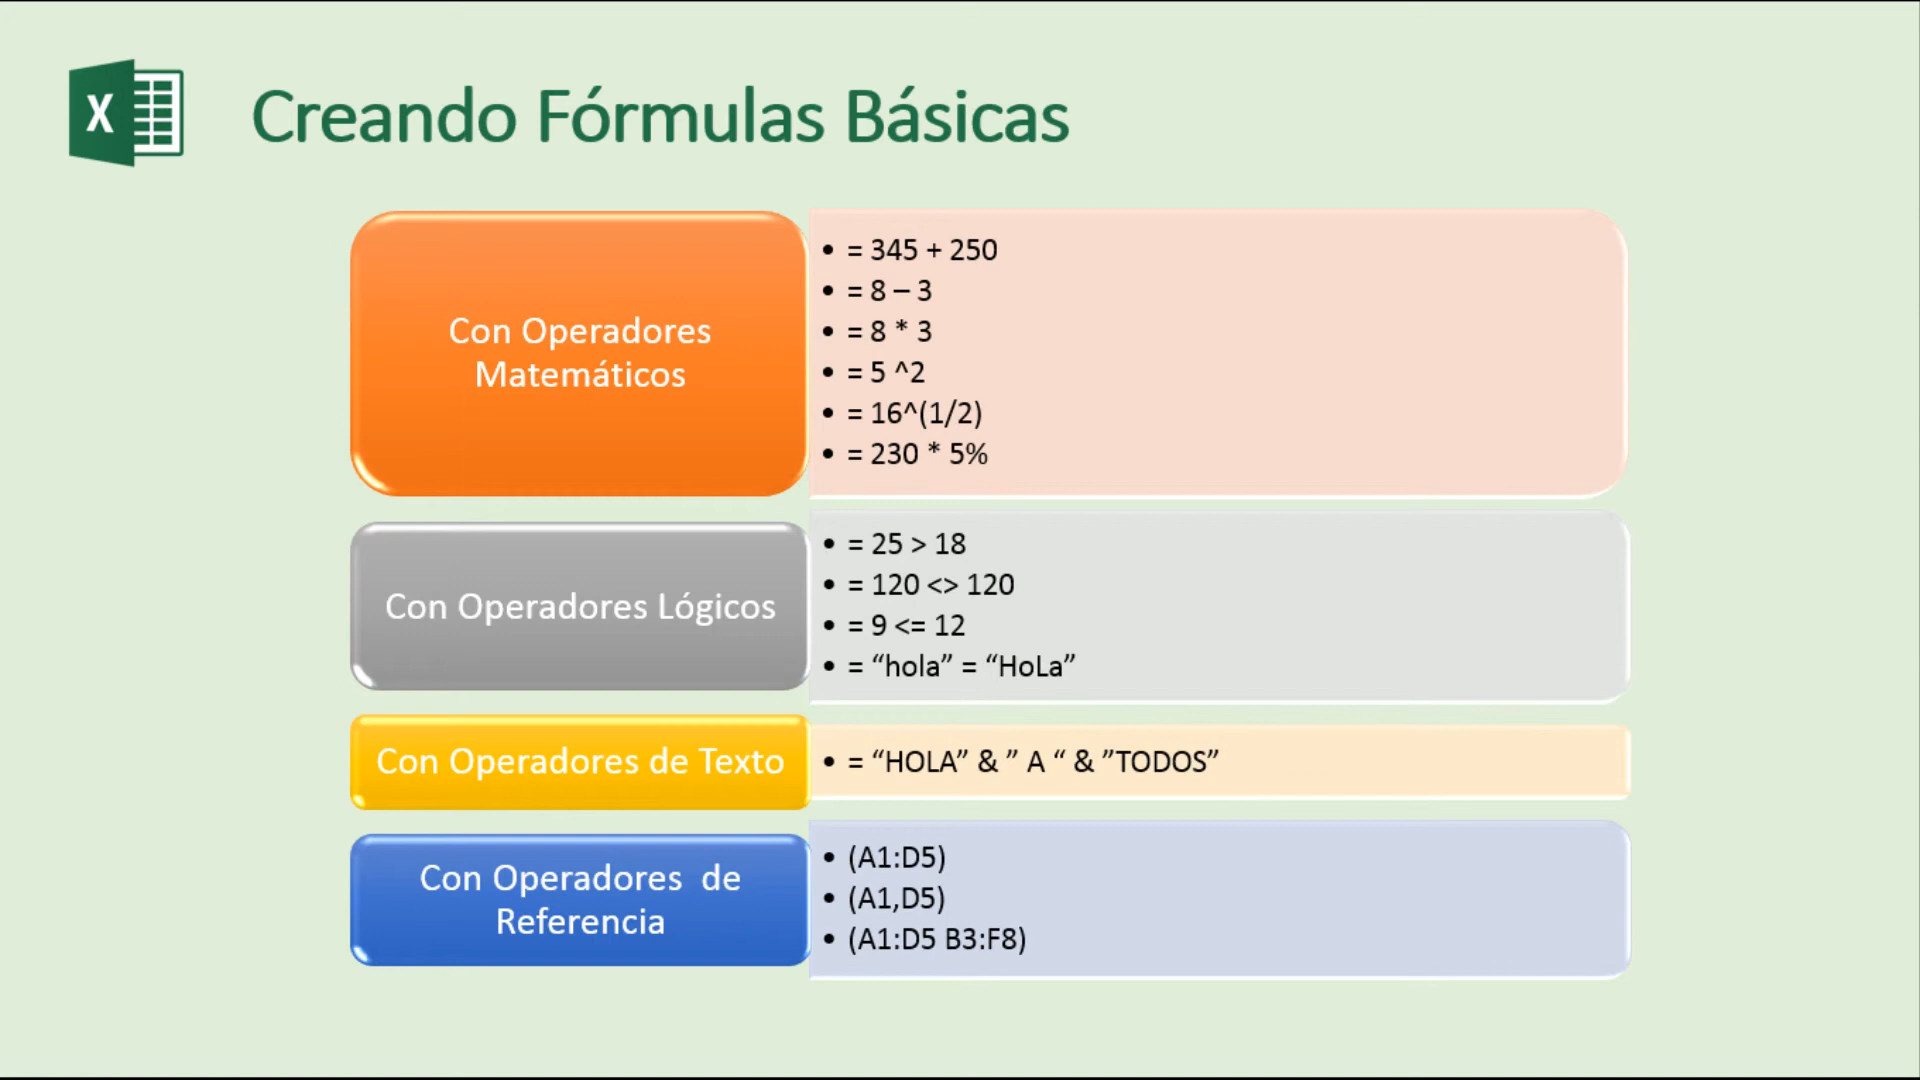 X
Creando Fórmulas Básicas
Con Operadores
Matemáticos
• = 345 + 250
• = 8 – 3
• = 8 * 3
• = 5 ^2
• = 16^(1/2)
• = 230 * 5%
Con Operadores Lógicos
• = 25 > 18
• = 120 <> 120
• = 9 <= 12
• = “hola” = “HoLa”
Con Operadores de Texto
• = “HOLA” & ” A “ & ”TODOS”
Con Operadores  de
Referencia
• (A1:D5)
• (A1,D5)
• (A1:D5 B3:F8)